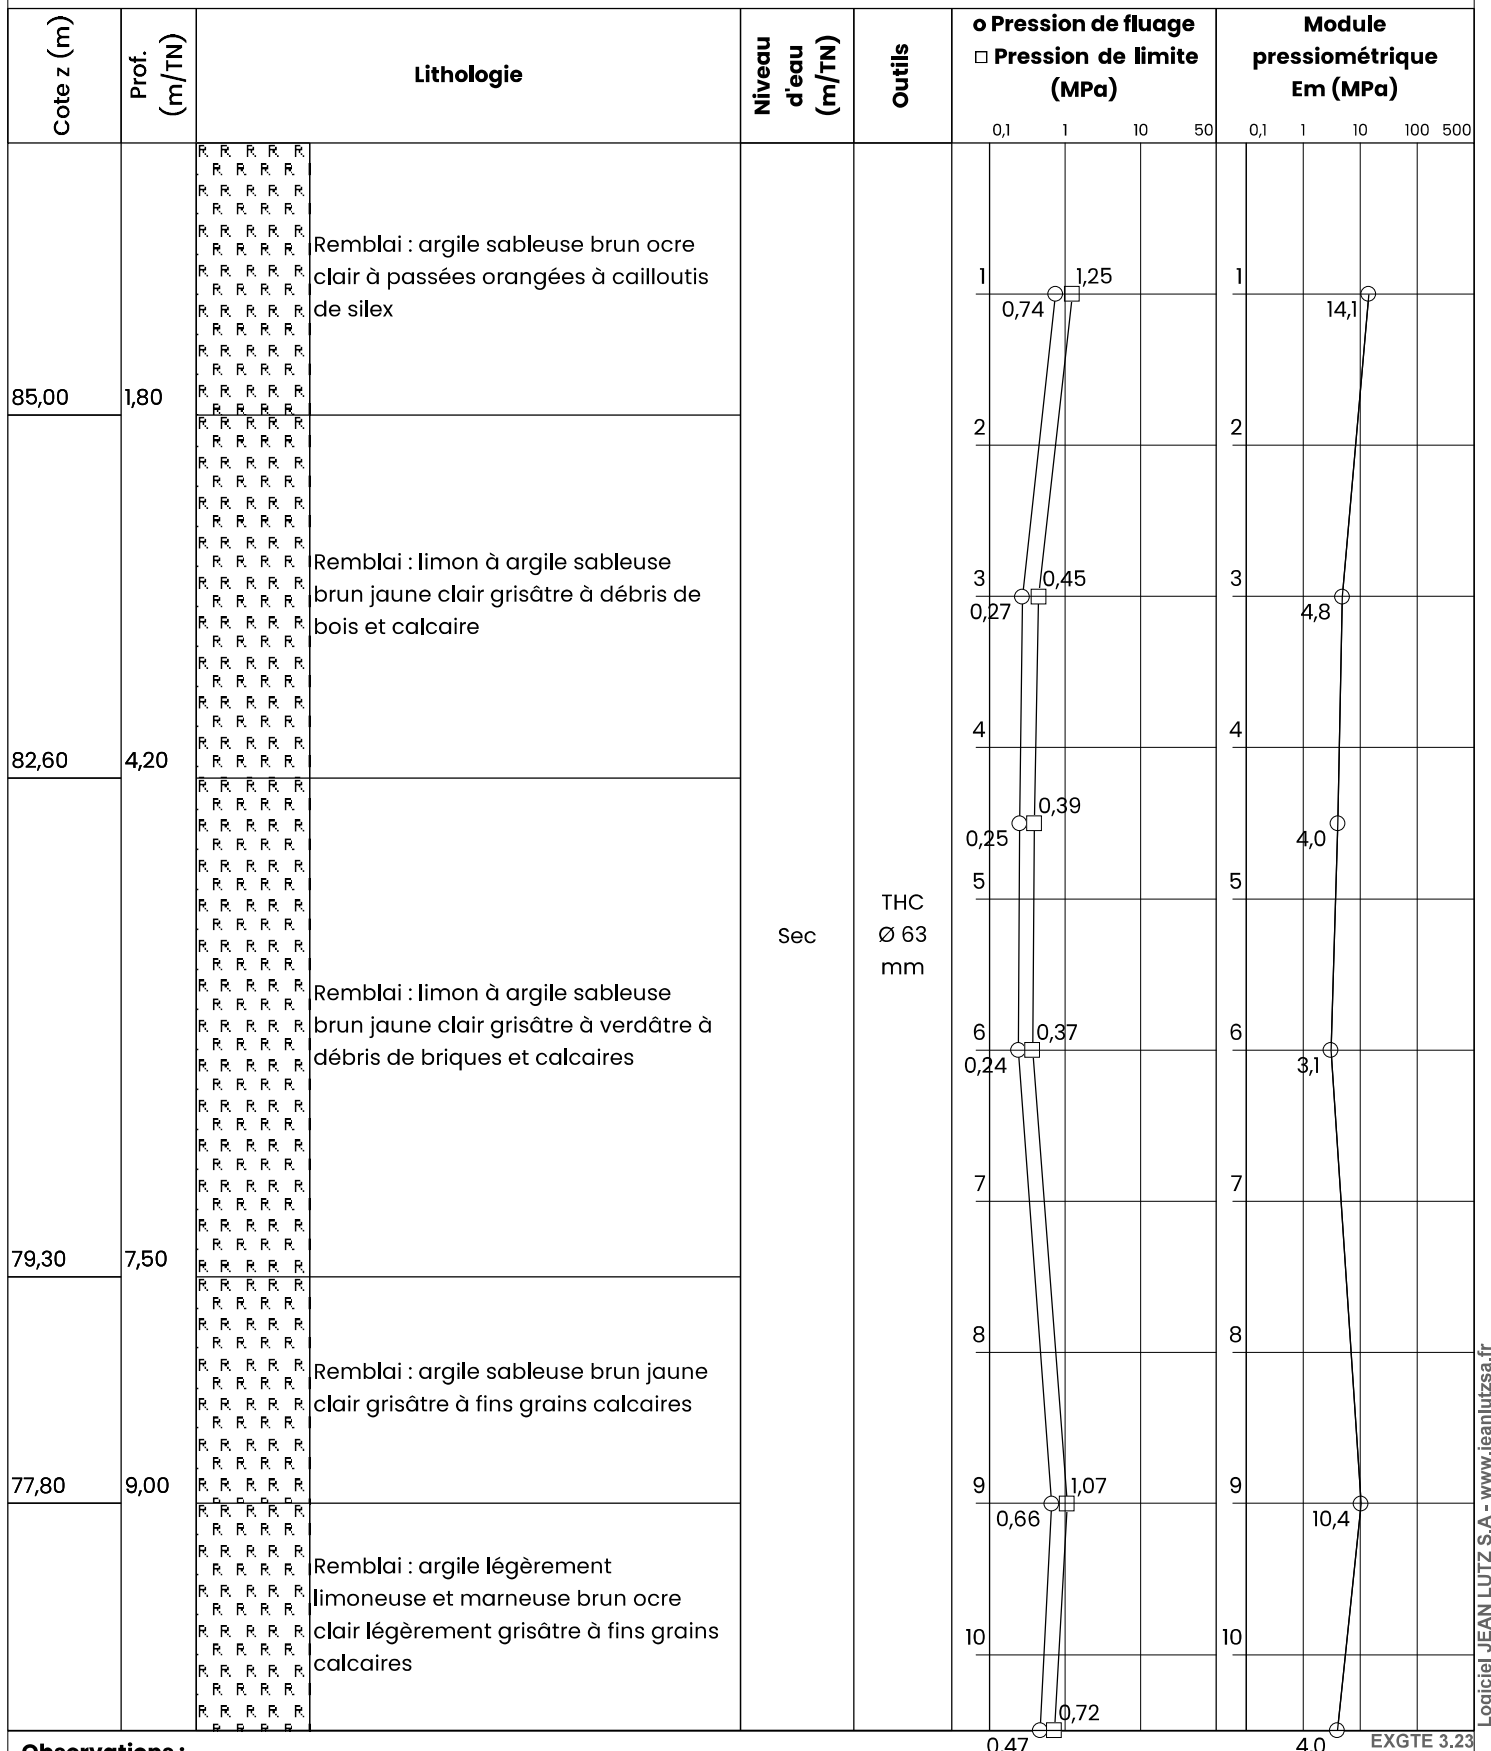 Cote z (m)
Prof.
(m/TN)
Lithologie
Niveau
d'eau
(m/TN)
Outils
o Pression de fluage
□ Pression de limite
(MPa)
0,1 1 10 50
Module
pressiométrique
Em (MPa)
0,1 1 10 100 500
Remblai : argile sableuse brun ocre
clair à passées orangées à cailloutis
de silex
1
1,25
0,74
1
14,1
85,00
1,80
2
2
Remblai : limon à argile sableuse
brun jaune clair grisâtre à débris de
bois et calcaire
3
0,45
0,27
3
4,8
4
4
82,60
4,20
0,39
0,25
4,0
5
5
Sec
THC
Ø 63
mm
Remblai : limon à argile sableuse
brun jaune clair grisâtre à verdâtre à
débris de briques et calcaires
6
0,37
0,24
6
3,1
7
7
79,30
7,50
8
8
Remblai : argile sableuse brun jaune
clair grisâtre à fins grains calcaires
77,80
9,00
9
1,07
0,66
9
10,4
Remblai : argile légèrement
limoneuse et marneuse brun ocre
clair légèrement grisâtre à fins grains
calcaires
10
10
0,72
0,47
4,0
Observations :
EXGTE 3.23
Logiciel JEAN LUTZ S.A - www.jeanlutzsa.fr